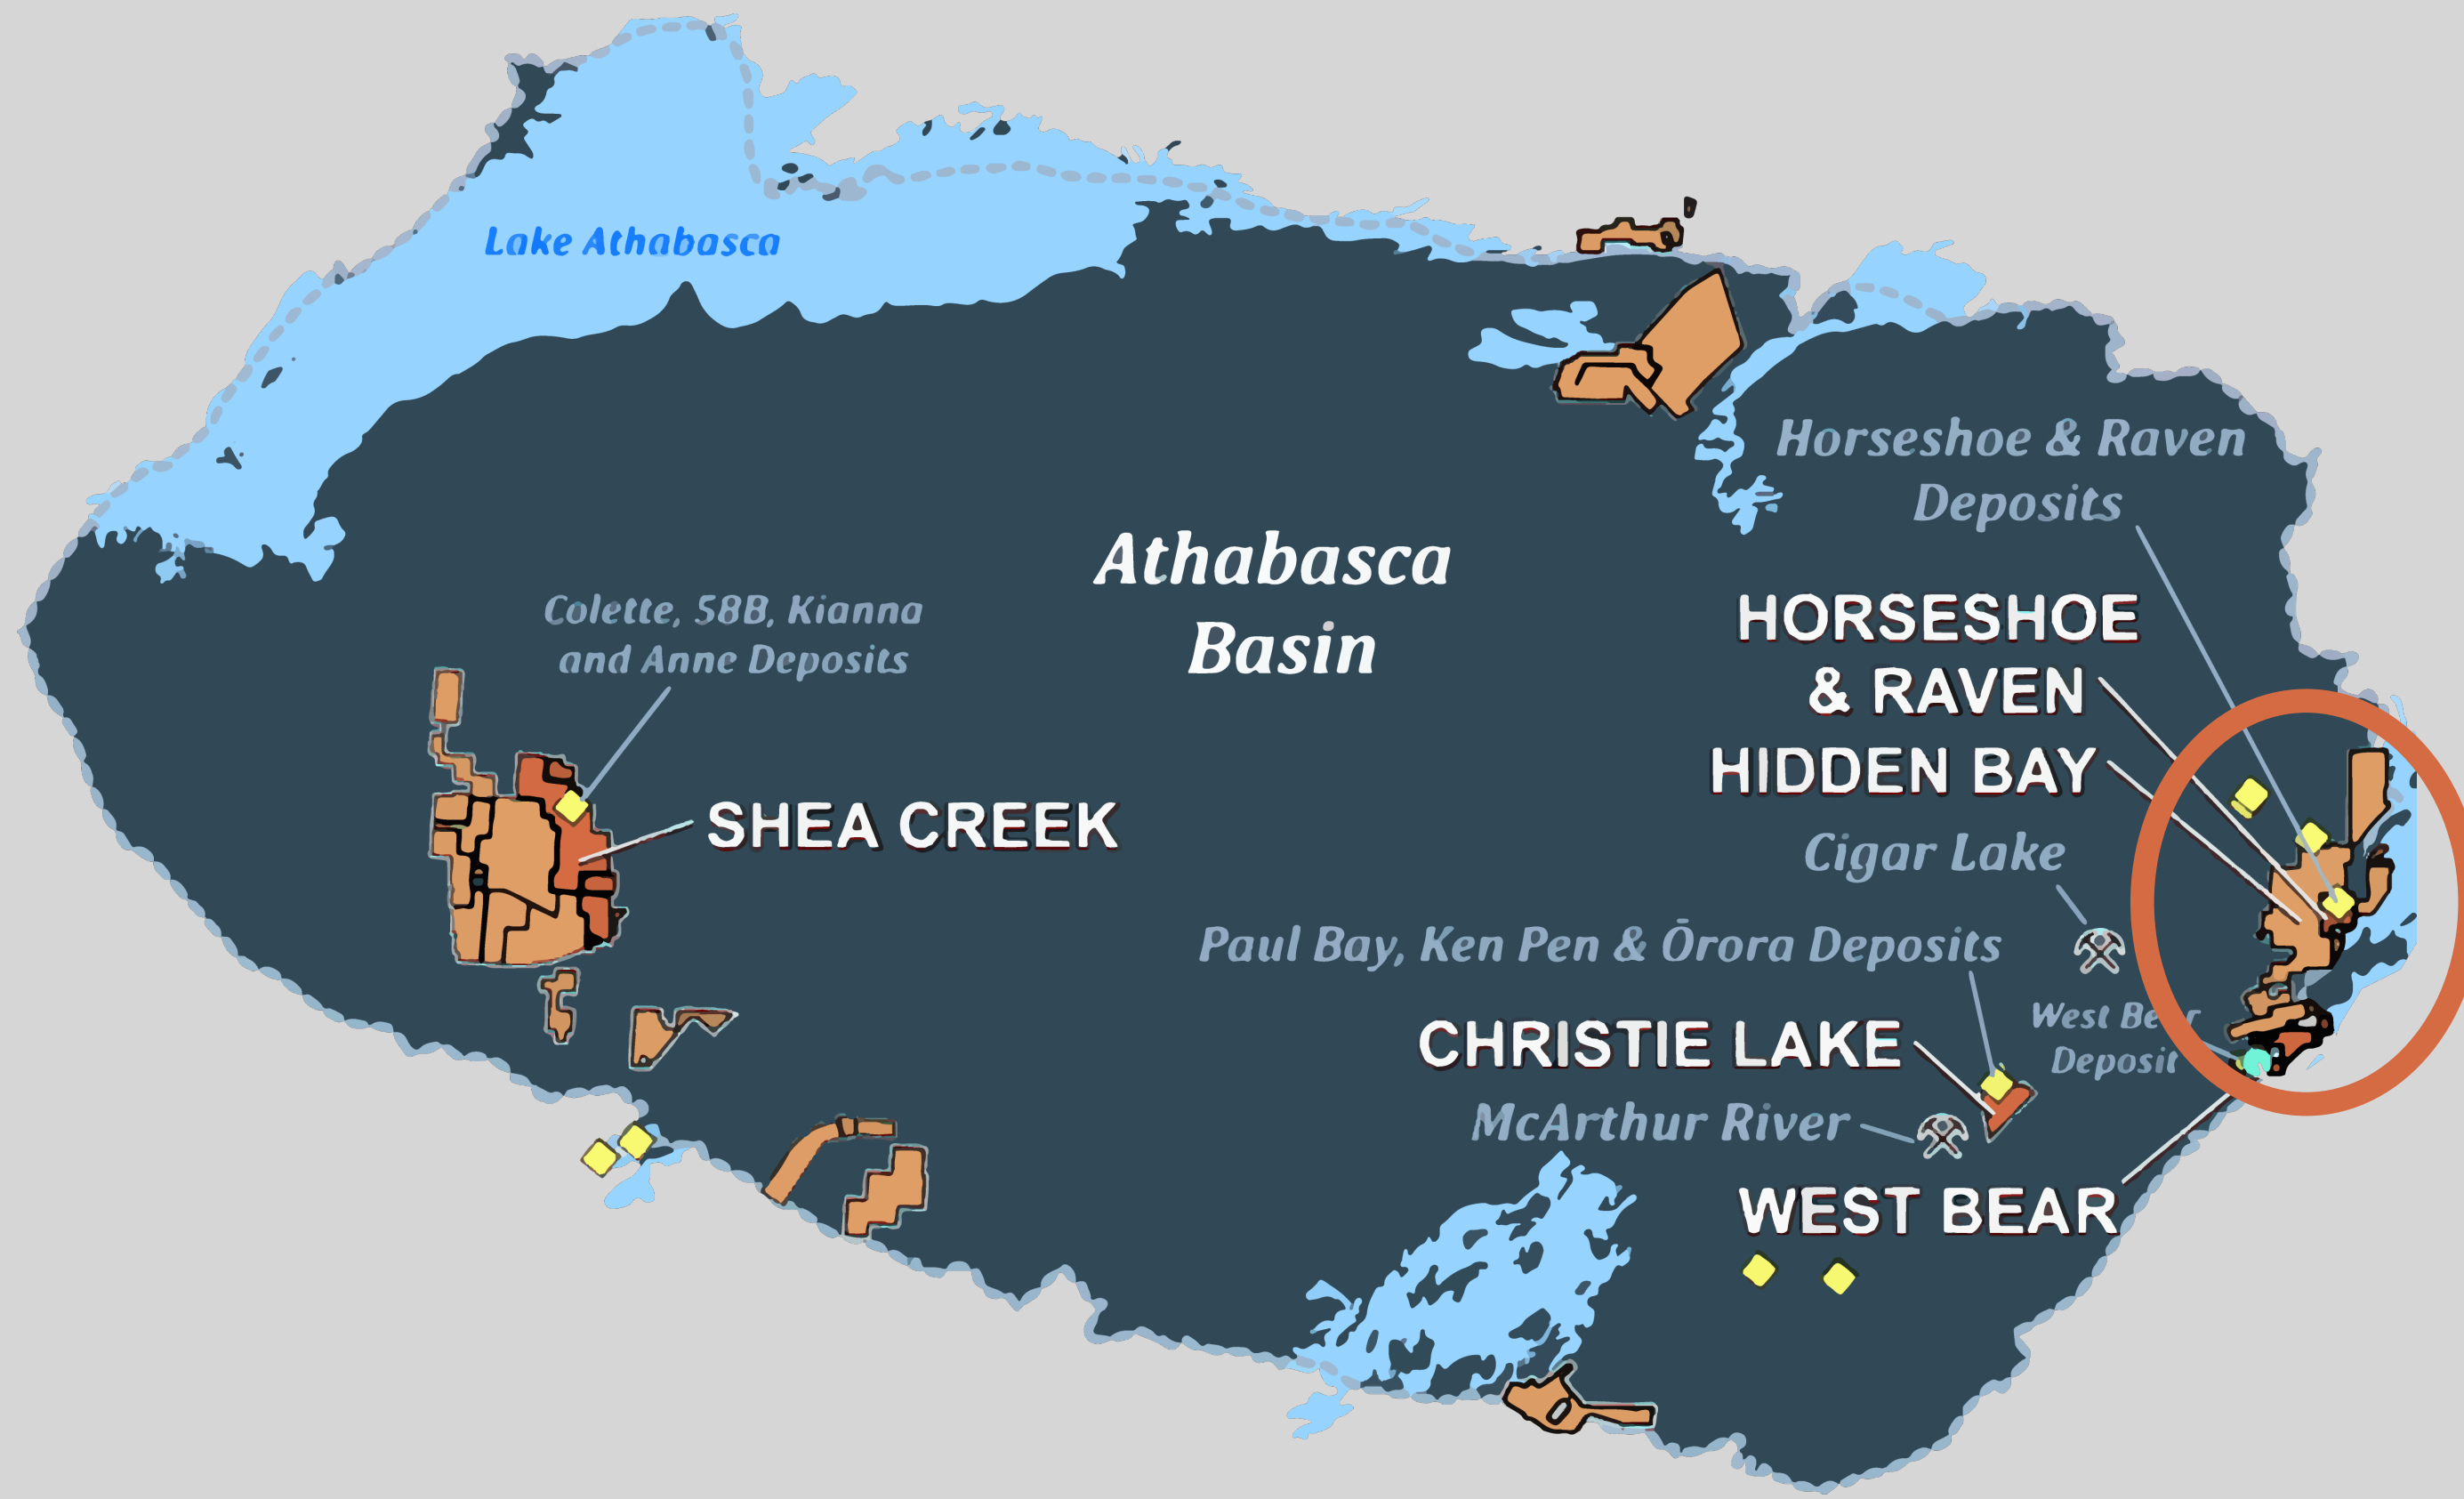 Lake Athabasca
Horseshoe & Raven
Deposits
Athabasca
Basin
Colette, 58B, Kianna
and Anne Deposits
HORSESHOE
& RAVEN
HIDDEN BAY
SHEA CREEK
Cigar Lake
Paul Bay, Ken Pen & Ōrora Deposits
West Bear
Deposit
CHRISTIE LAKE
McArthur River
WEST BEAR